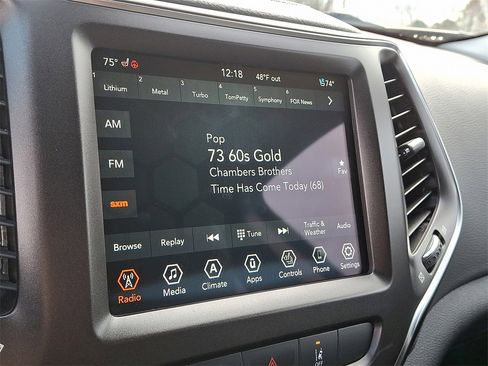 75° 12:18 48°F out 74°
1 2 3 4 5 6
Lithium Metal Turbo TomPetty Symphony FOX News
AM
FM
sxm
Pop
73 60s Gold
Chambers Brothers
Time Has Come Today (68)
Fav
Browse Replay Tune Traffic & Weather Audio
Radio Media Climate Apps Controls Phone Settings
OFF